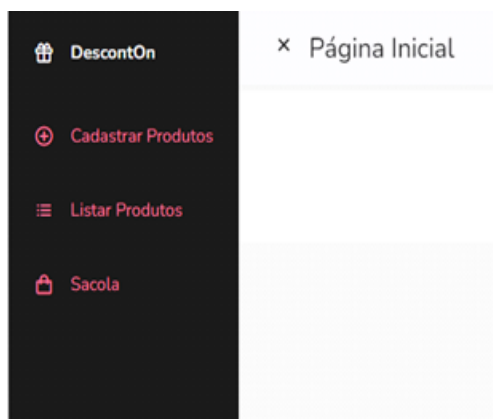 DescontOn
× Página Inicial
Cadastrar Produtos
Listar Produtos
Sacola